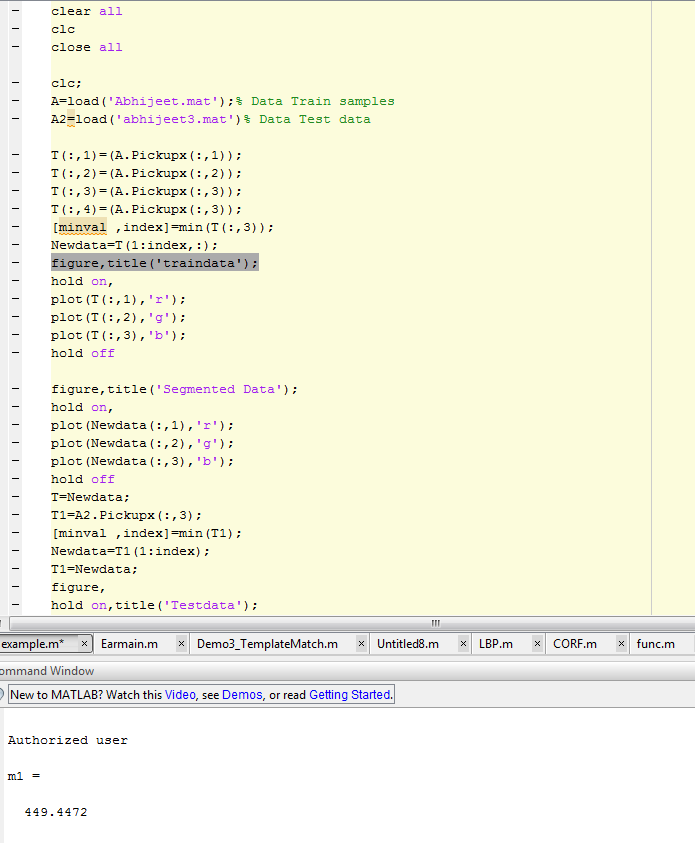 clear all
clc
close all
clc;
A=load('Abhijeet.mat');% Data Train samples
A2=load('abhijeet3.mat')% Data Test data
T(:,1)=(A.Pickupx(:,1));
T(:,2)=(A.Pickupx(:,2));
T(:,3)=(A.Pickupx(:,3));
T(:,4)=(A.Pickupx(:,3));
[minval ,index]=min(T(:,3));
Newdata=T(1:index,:);
figure,title('traindata');
hold on,
plot(T(:,1),'r');
plot(T(:,2),'g');
plot(T(:,3),'b');
hold off
figure,title('Segmented Data');
hold on,
plot(Newdata(:,1),'r');
plot(Newdata(:,2),'g');
plot(Newdata(:,3),'b');
hold off
T=Newdata;
T1=A2.Pickupx(:,3);
[minval ,index]=min(T1);
Newdata=T1(1:index);
T1=Newdata;
figure,
hold on,title('Testdata');
example.m* Earmain.m Demo3_TemplateMatch.m Untitled8.m LBP.m CORF.m func.m
ommand Window
New to MATLAB? Watch this Video, see Demos, or read Getting Started.
Authorized user
m1 =
449.4472